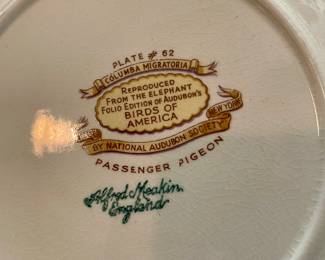 PLATE # 62
COLUMBA MIGRATORIA
REPRODUCED
FROM THE ELEPHANT
FOLIO EDITION OF AUDUBON'S
BIRDS OF
AMERICA
NEW YORK
BY NATIONAL AUDUBON SOCIETY
PASSENGER PIGEON
Alfred Meakin
England